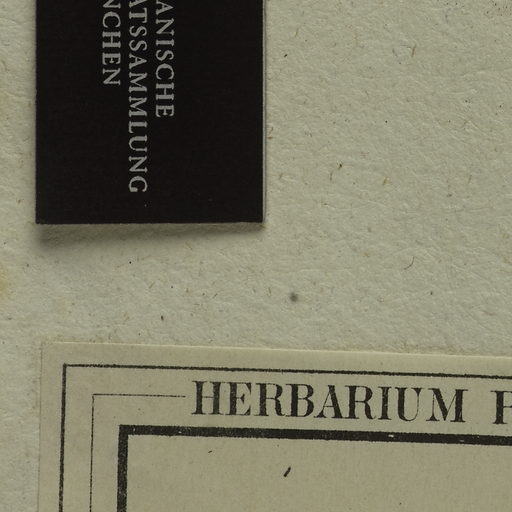 ANISCHE
ATSSAMMLUNG
NCHEN
HERBARIUM P